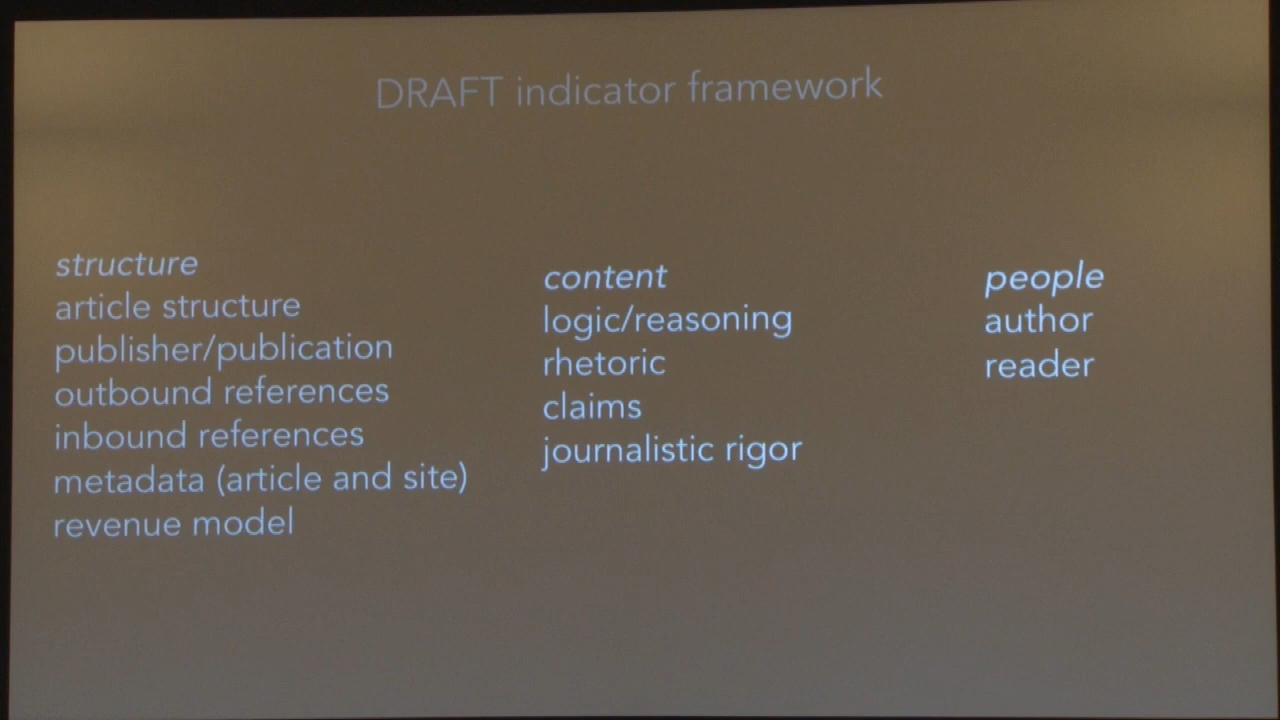 DRAFT indicator framework
structure
article structure
publisher/publication
outbound references
inbound references
metadata (article and site)
revenue model
content
logic/reasoning
rhetoric
claims
journalistic rigor
people
author
reader